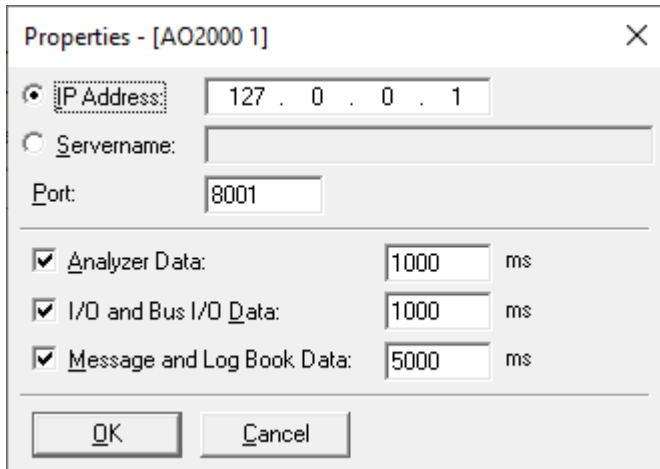 Properties - [AO2000 1]
IP Address: 127 . 0 . 0 . 1
Servername:
Port: 8001
Analyzer Data: 1000 ms
I/O and Bus I/O Data: 1000 ms
Message and Log Book Data: 5000 ms
OK Cancel